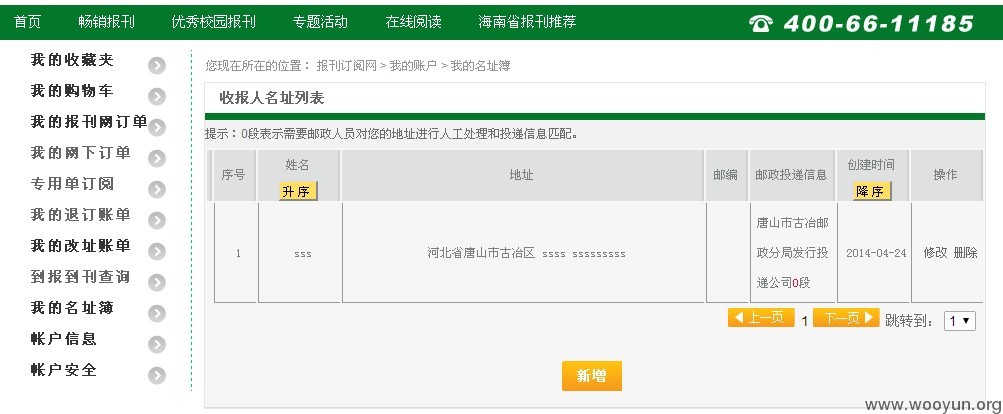 首页 畅销报刊 优秀校园报刊 专题活动 在线阅读 海南省报刊推荐 400-66-11185
我的收藏夹
我的购物车
我的报刊网订单
我的网下订单
专用单订阅
我的退订账单
我的改址账单
到报到刊查询
我的名址簿
帐户信息
帐户安全
您现在所在的位置： 报刊订阅网 > 我的账户 > 我的名址簿
收报人名址列表
提示：0段表示需要邮政人员对您的地址进行人工处理和投递信息匹配。
序号 姓名 升序 地址 邮编 邮政投递信息 创建时间 降序 操作
1 sss 河北省唐山市古冶区 ssss sssssssss 唐山市古冶邮 2014-04-24 修改 删除
政分局发行投
递公司0段
上一页 1 下一页 跳转到： 1
新增
www.wooyun.org